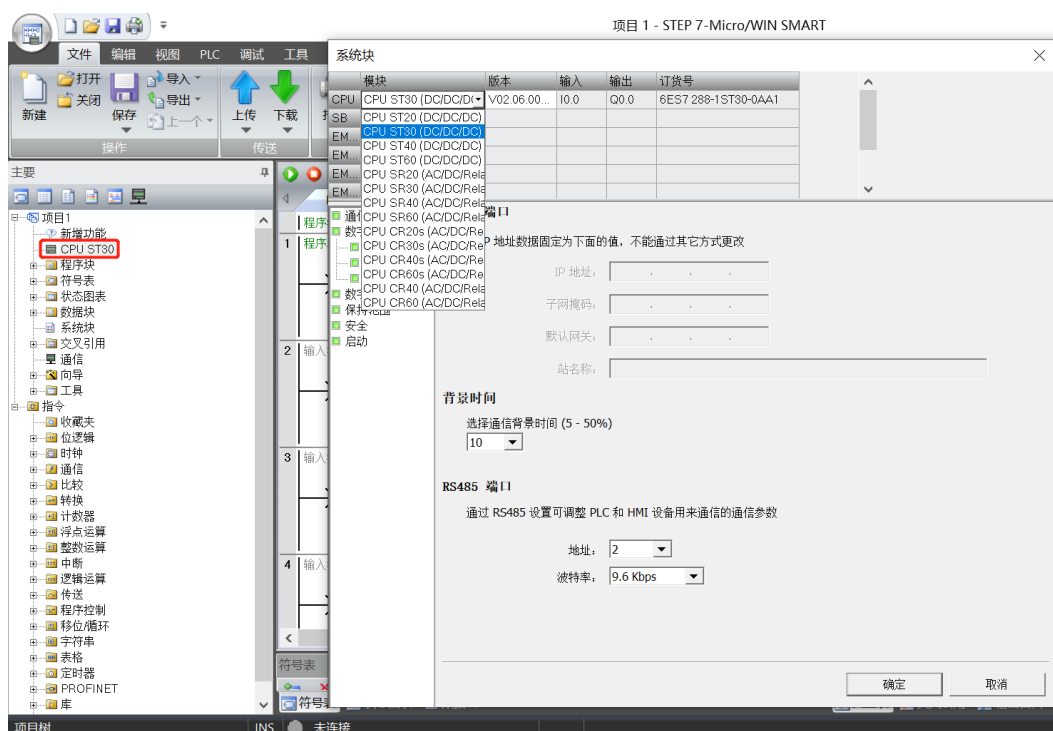 项目 1 - STEP 7-Micro/WIN SMART
文件 编辑 视图 PLC 调试 工具
新建
打开
关闭
保存
导入
导出
上一个
上传 下载
操作
传送
主要
项目1
新增功能
CPU ST30
程序块
符号表
状态图表
数据块
系统块
交叉引用
通信
向导
工具
指令
收藏夹
位逻辑
时钟
通信
比较
转换
计数器
浮点运算
整数运算
中断
逻辑运算
传送
程序控制
移位/循环
字符串
表格
定时器
PROFINET
库
项目树
INS
未连接
1 程序
2 输入
3 输入
4 输入
符号表
系统块
模块 版本 输入 输出 订货号
CPU CPU ST30 (DC/DC/D( V02.06.00... I0.0 Q0.0 6ES7 288-1ST30-0AA1
SB
EM...
EM...
EM...
EM...
CPU ST20 (DC/DC/DC)
CPU ST30 (DC/DC/DC)
CPU ST40 (DC/DC/DC)
CPU ST60 (DC/DC/DC)
CPU SR20 (AC/DC/Rela
CPU SR30 (AC/DC/Rela
CPU SR40 (AC/DC/Rela
CPU SR60 (AC/DC/Rela
CPU CR20s (AC/DC/Re
CPU CR30s (AC/DC/Re
CPU CR40s (AC/DC/Re
CPU CR60s (AC/DC/Re
CPU CR40 (AC/DC/Rela
CPU CR60 (AC/DC/Rela
安全
启动
端口
P 地址数据固定为下面的值，不能通过其它方式更改
IP 地址：
子网掩码：
默认网关：
站名称：
背景时间
选择通信背景时间 (5 - 50%)
10
RS485 端口
通过 RS485 设置可调整 PLC 和 HMI 设备用来通信的通信参数
地址： 2
波特率： 9.6 Kbps
确定 取消